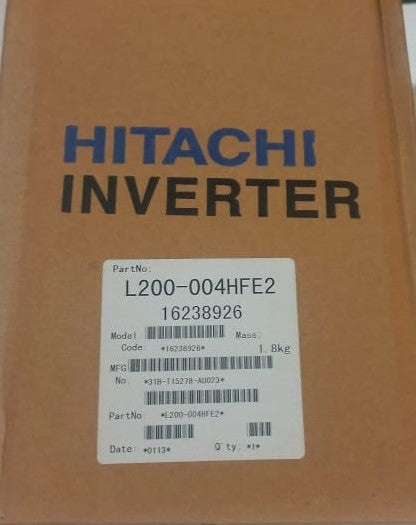 HITACHI
INVERTER
PartNo:
L200-004HFE2
16238926
Model Mass:
Code: *16238926* 1.8kg
MFG
No *31B-T15278-AU023*
PartNo: *L200-004HFE2*
Date: *0113* Q'ty: *1*